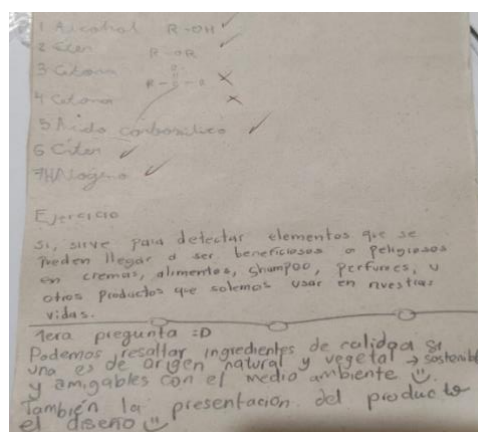 1 Alcohol R-OH ✓
2 Eter R-OR ✓
3 Cetona R- -R ✗
4 Cetona ✗
5 Acido carboxilico ✓
6 Citen ✓
7 HAlogeno ✓
Ejercicio
Si, sirve para detectar elementos que se
pueden llegar a ser beneficiosos o peligrosos
en cremas, alimentos, shampoo, perfumes, u
otros productos que solemos usar en nuestras
vidas.
1era pregunta :D
Podemos resaltar ingredientes de calidad si
una es de origen natural y vegetal → sostenibl
y amigables con el medio ambiente
También la presentación del producto
el diseño